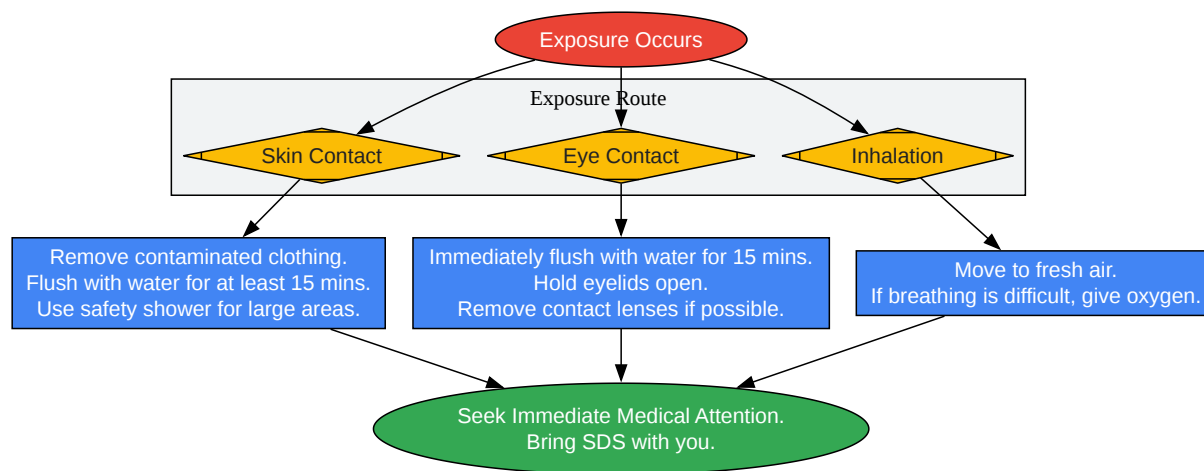 Exposure Occurs
Exposure Route
Skin Contact
Eye Contact
Inhalation
Remove contaminated clothing.
Flush with water for at least 15 mins.
Use safety shower for large areas.
Immediately flush with water for 15 mins.
Hold eyelids open.
Remove contact lenses if possible.
Move to fresh air.
If breathing is difficult, give oxygen.
Seek Immediate Medical Attention.
Bring SDS with you.